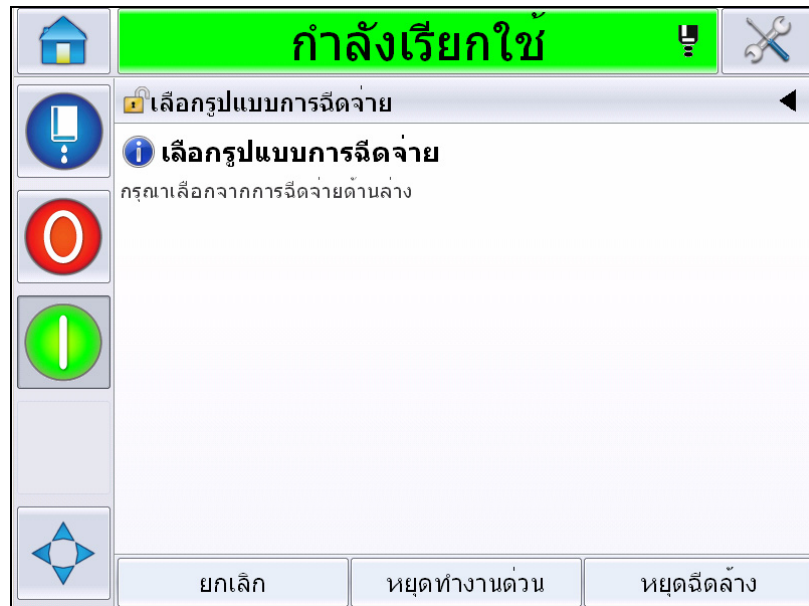 กำลังเรียกใช้
เลือกรูปแบบการฉีดจ่าย
เลือกรูปแบบการฉีดจ่าย
กรุณาเลือกจากการฉีดจ่ายด้านล่าง
ยกเลิก
หยุดทำงานด่วน
หยุดฉีดล้าง